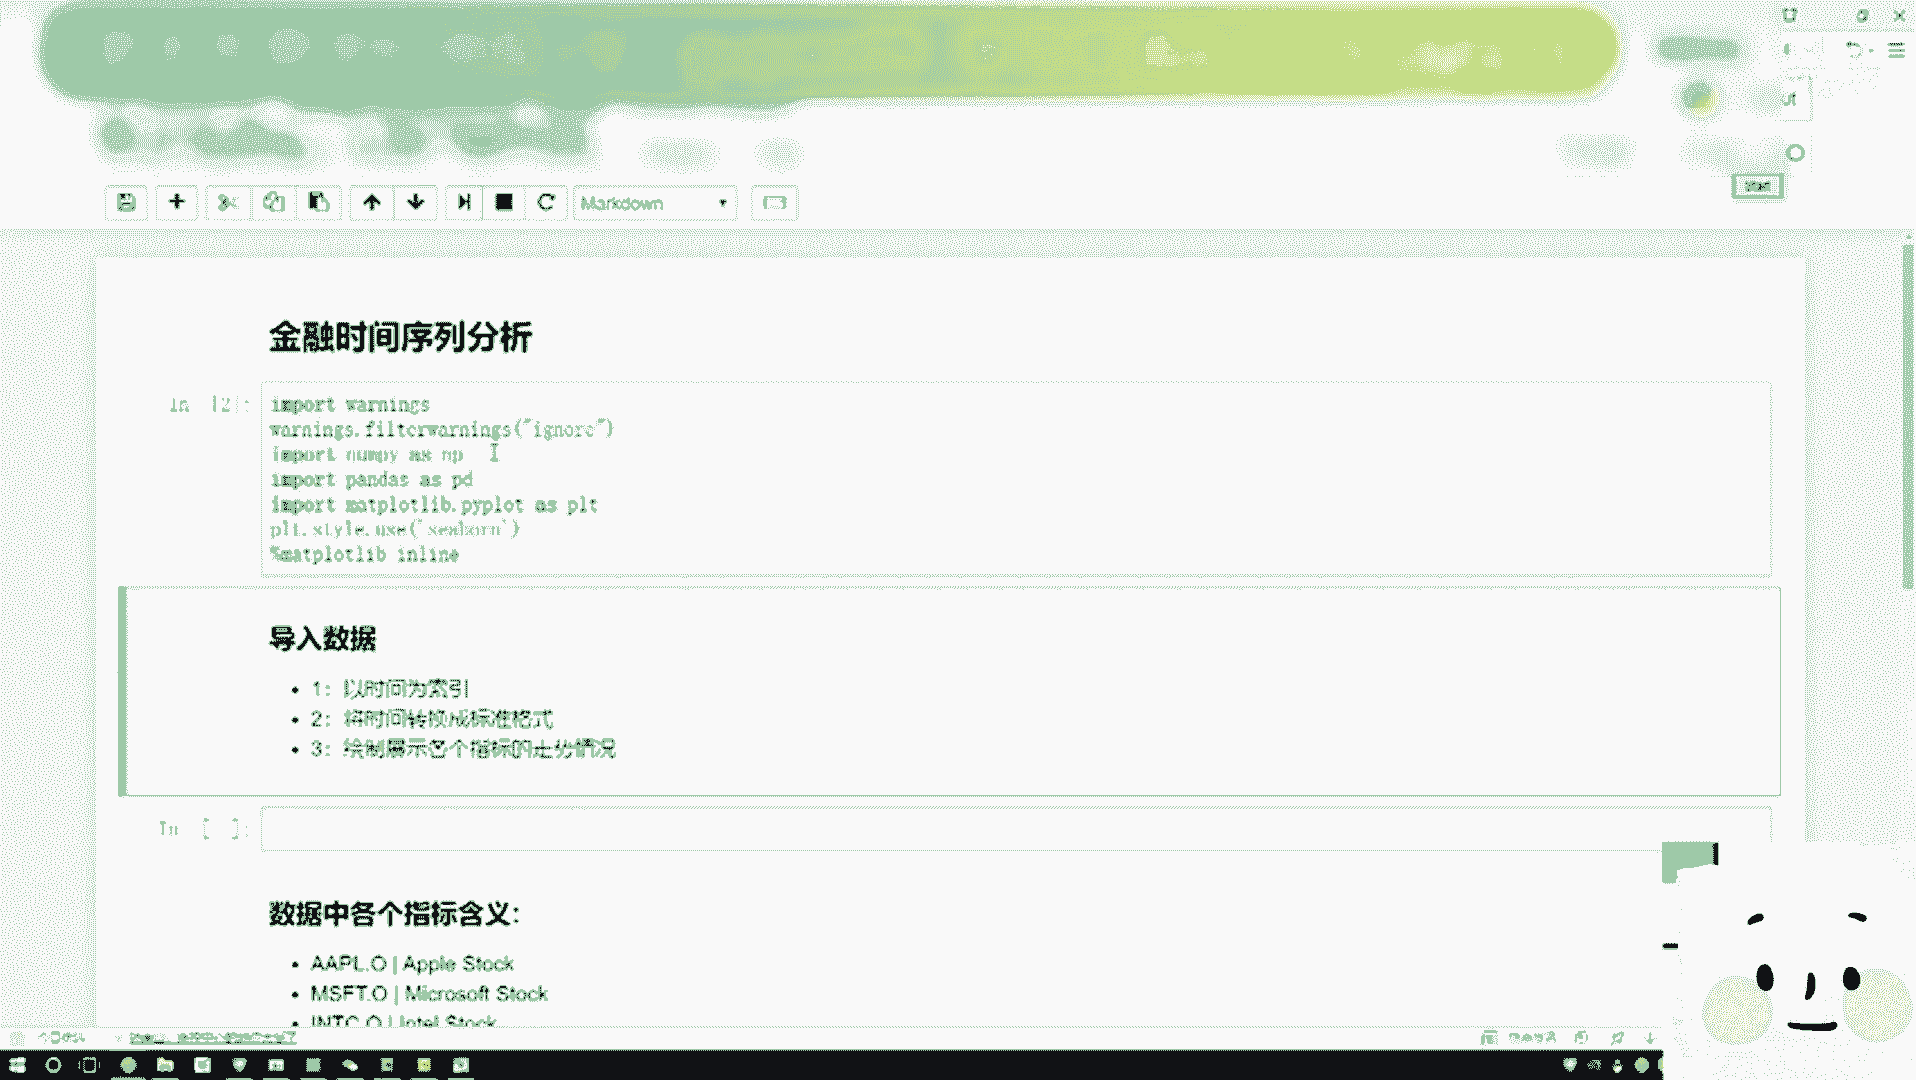 Markdown
金融时间序列分析
In [2]:
import warnings
warnings.filterwarnings("ignore")
import numpy as np
import pandas as pd
import matplotlib.pyplot as plt
plt.style.use('seaborn')
%matplotlib inline
导入数据
1: 以时间为索引
2: 将时间转换成标准格式
3: 绘制展示各个指标的走势情况
In [ ]:
数据中各个指标含义:
AAPL.O | Apple Stock
MSFT.O | Microsoft Stock
INTC.O | Intel Stock